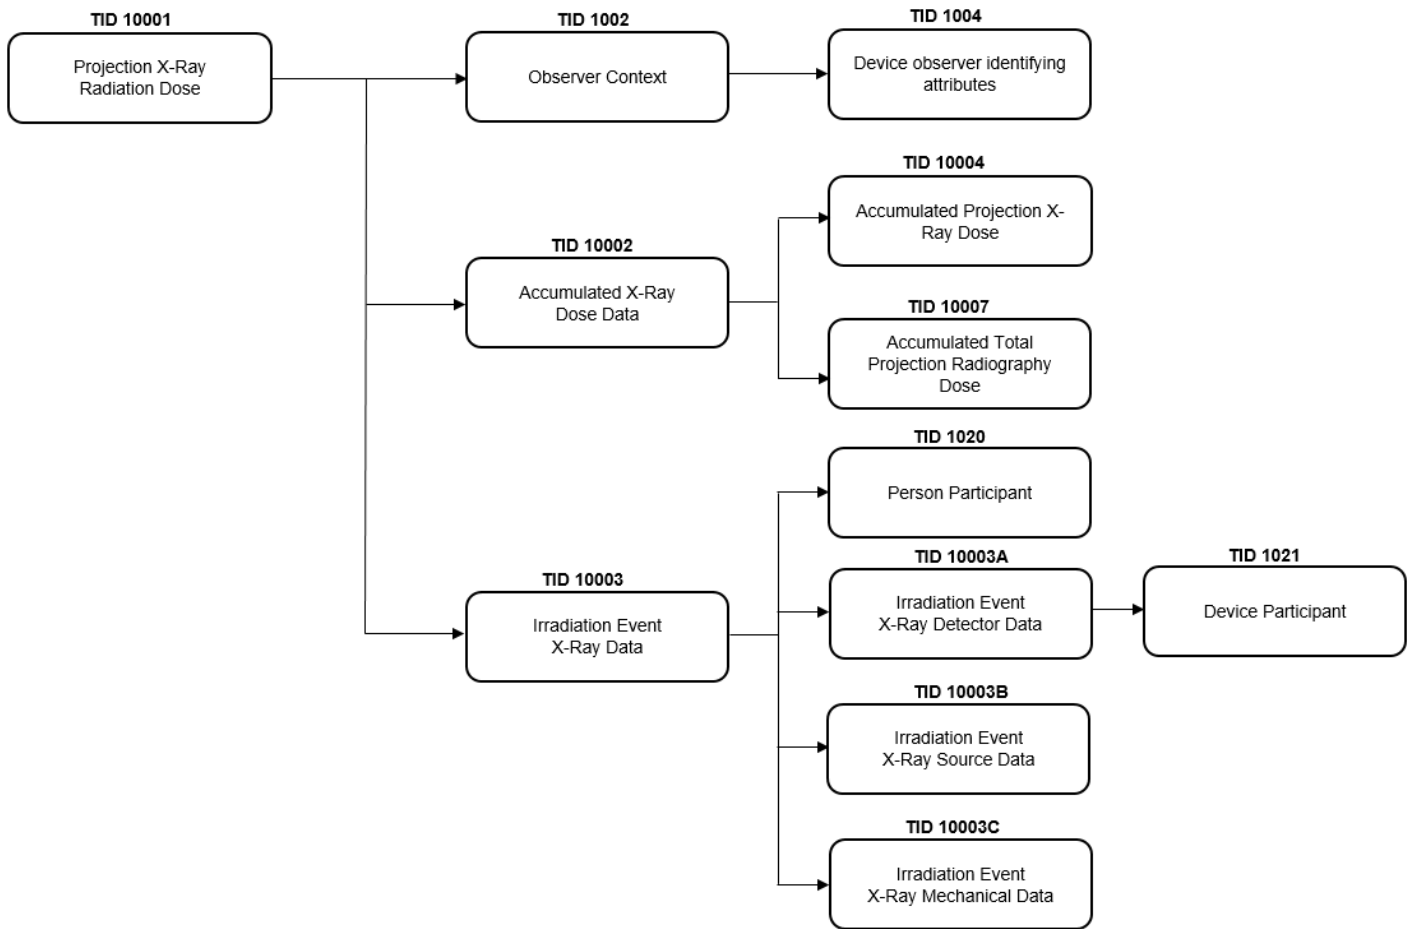 TID 10001
Projection X-Ray
Radiation Dose
TID 1002
Observer Context
TID 1004
Device observer identifying
attributes
TID 10002
Accumulated X-Ray
Dose Data
TID 10004
Accumulated Projection X-
Ray Dose
TID 10007
Accumulated Total
Projection Radiography
Dose
TID 10003
Irradiation Event
X-Ray Data
TID 1020
Person Participant
TID 10003A
Irradiation Event
X-Ray Detector Data
TID 1021
Device Participant
TID 10003B
Irradiation Event
X-Ray Source Data
TID 10003C
Irradiation Event
X-Ray Mechanical Data